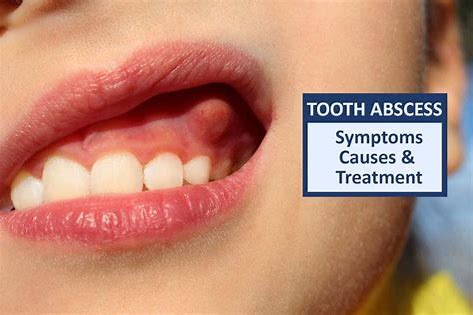 TOOTH ABSCESS
Symptoms
Causes &
Treatment